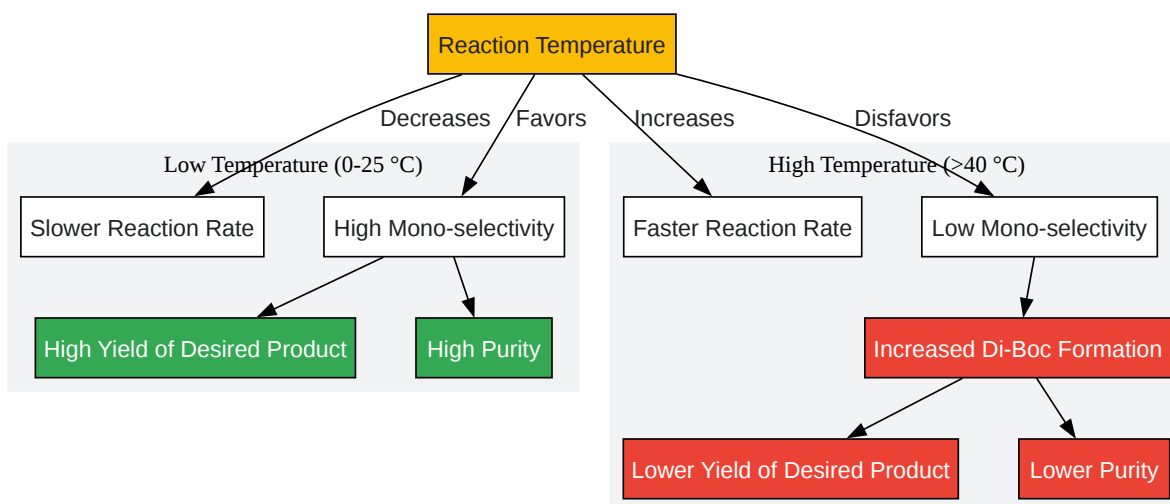 Reaction Temperature
Decreases
Favors
Increases
Disfavors
Low Temperature (0-25 °C)
High Temperature (>40 °C)
Slower Reaction Rate
High Mono-selectivity
Faster Reaction Rate
Low Mono-selectivity
High Yield of Desired Product
High Purity
Increased Di-Boc Formation
Lower Yield of Desired Product
Lower Purity